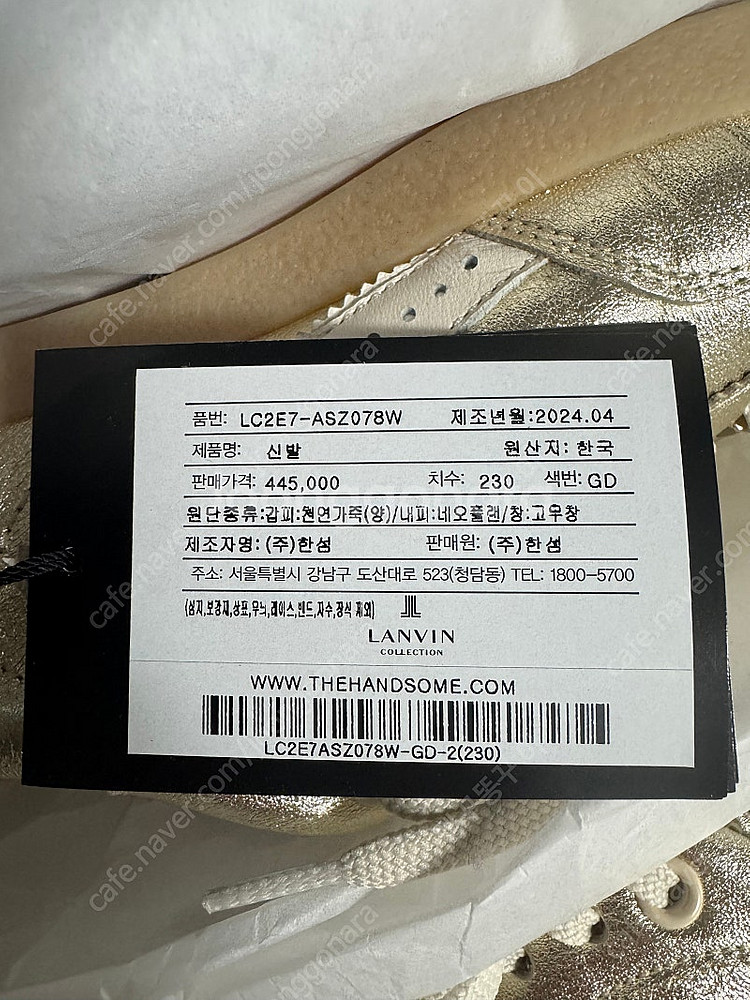 품번: LC2E7-ASZ078W 제조년월:2024.04
제품명: 신발 원산지: 한국
판매가격: 445,000 치수: 230 색번: GD
원단종류:겉피:천연가죽(양)/내피:네오플랜/창:고무창
제조자명: (주)한섬 판매원: (주)한섬
주소: 서울특별시 강남구 도산대로 523(청담동) TEL: 1800-5700
(심지,보강재,상표,무늬,레이스,밴드,자수,장식 제외)
LANVIN
COLLECTION
WWW.THEHANDSOME.COM
LC2E7ASZ078W-GD-2(230)
cafe.naver.com/joonggonara